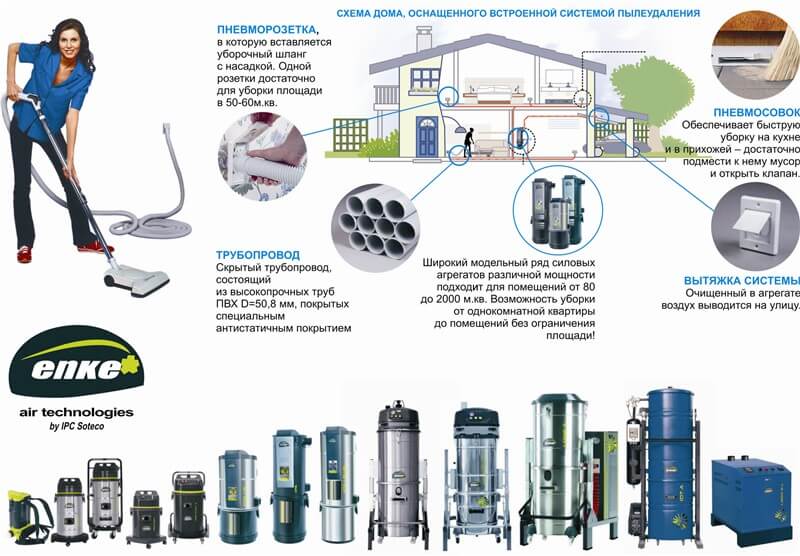 СХЕМА ДОМА, ОСНАЩЕННОГО ВСТРОЕННОЙ СИСТЕМОЙ ПЫЛЕУДАЛЕНИЯ
ПНЕВМОРОЗЕТКА,
в которую вставляется
уборочный шланг
с насадкой. Одной
розетки достаточно
для уборки площади
в 50-60м.кв.
ПНЕВМОСОВОК
Обеспечивает быструю
уборку на кухне
и в прихожей – достаточно
подмести к нему мусор
и открыть клапан.
ТРУБОПРОВОД
Скрытый трубопровод,
состоящий
из высокопрочных труб
ПВХ D=50,8 мм, покрытых
специальным
антистатичным покрытием
Широкий модельный ряд силовых
агрегатов различной мощности
подходит для помещений от 80
до 2000 м.кв. Возможность уборки
от однокомнатной квартиры
до помещений без ограничения
площади!
ВЫТЯЖКА СИСТЕМЫ
Очищенный в агрегате
воздух выводится на улицу.
enke
air technologies
by IPC Soteco